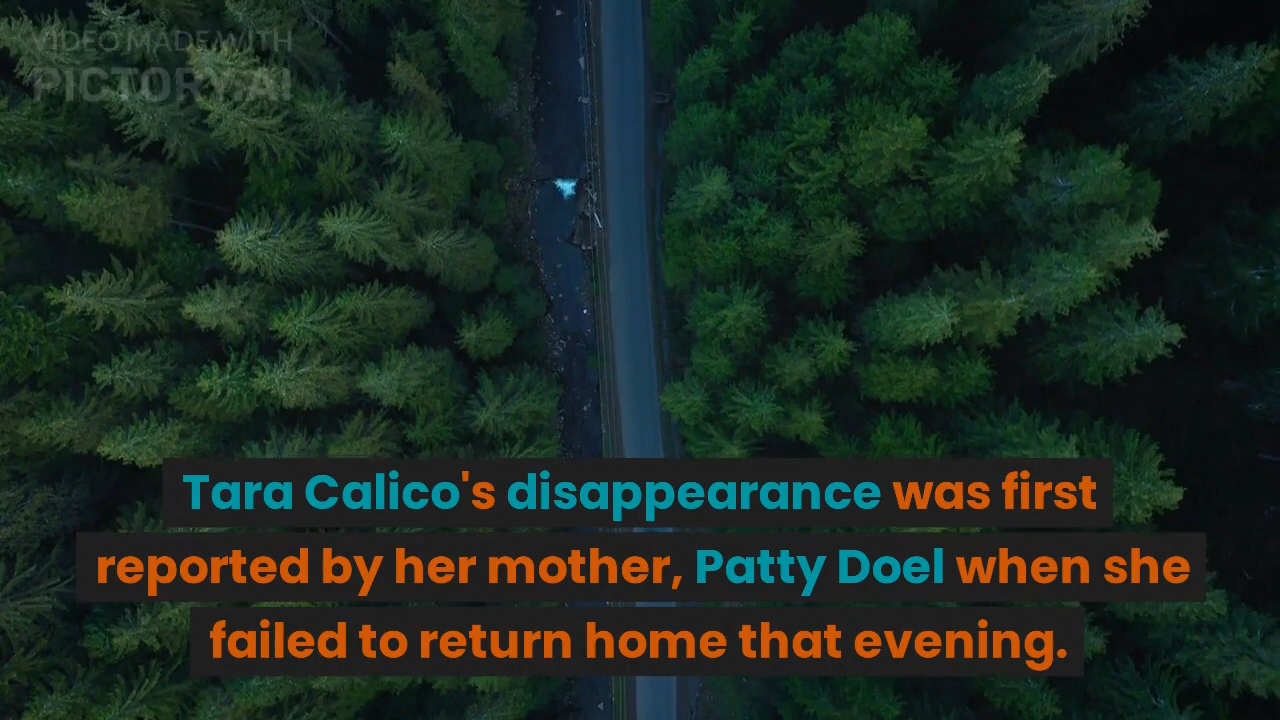 VIDEO MADE WITH
PICTORY.AI
Tara Calico's disappearance was first
reported by her mother, Patty Doel when she
failed to return home that evening.